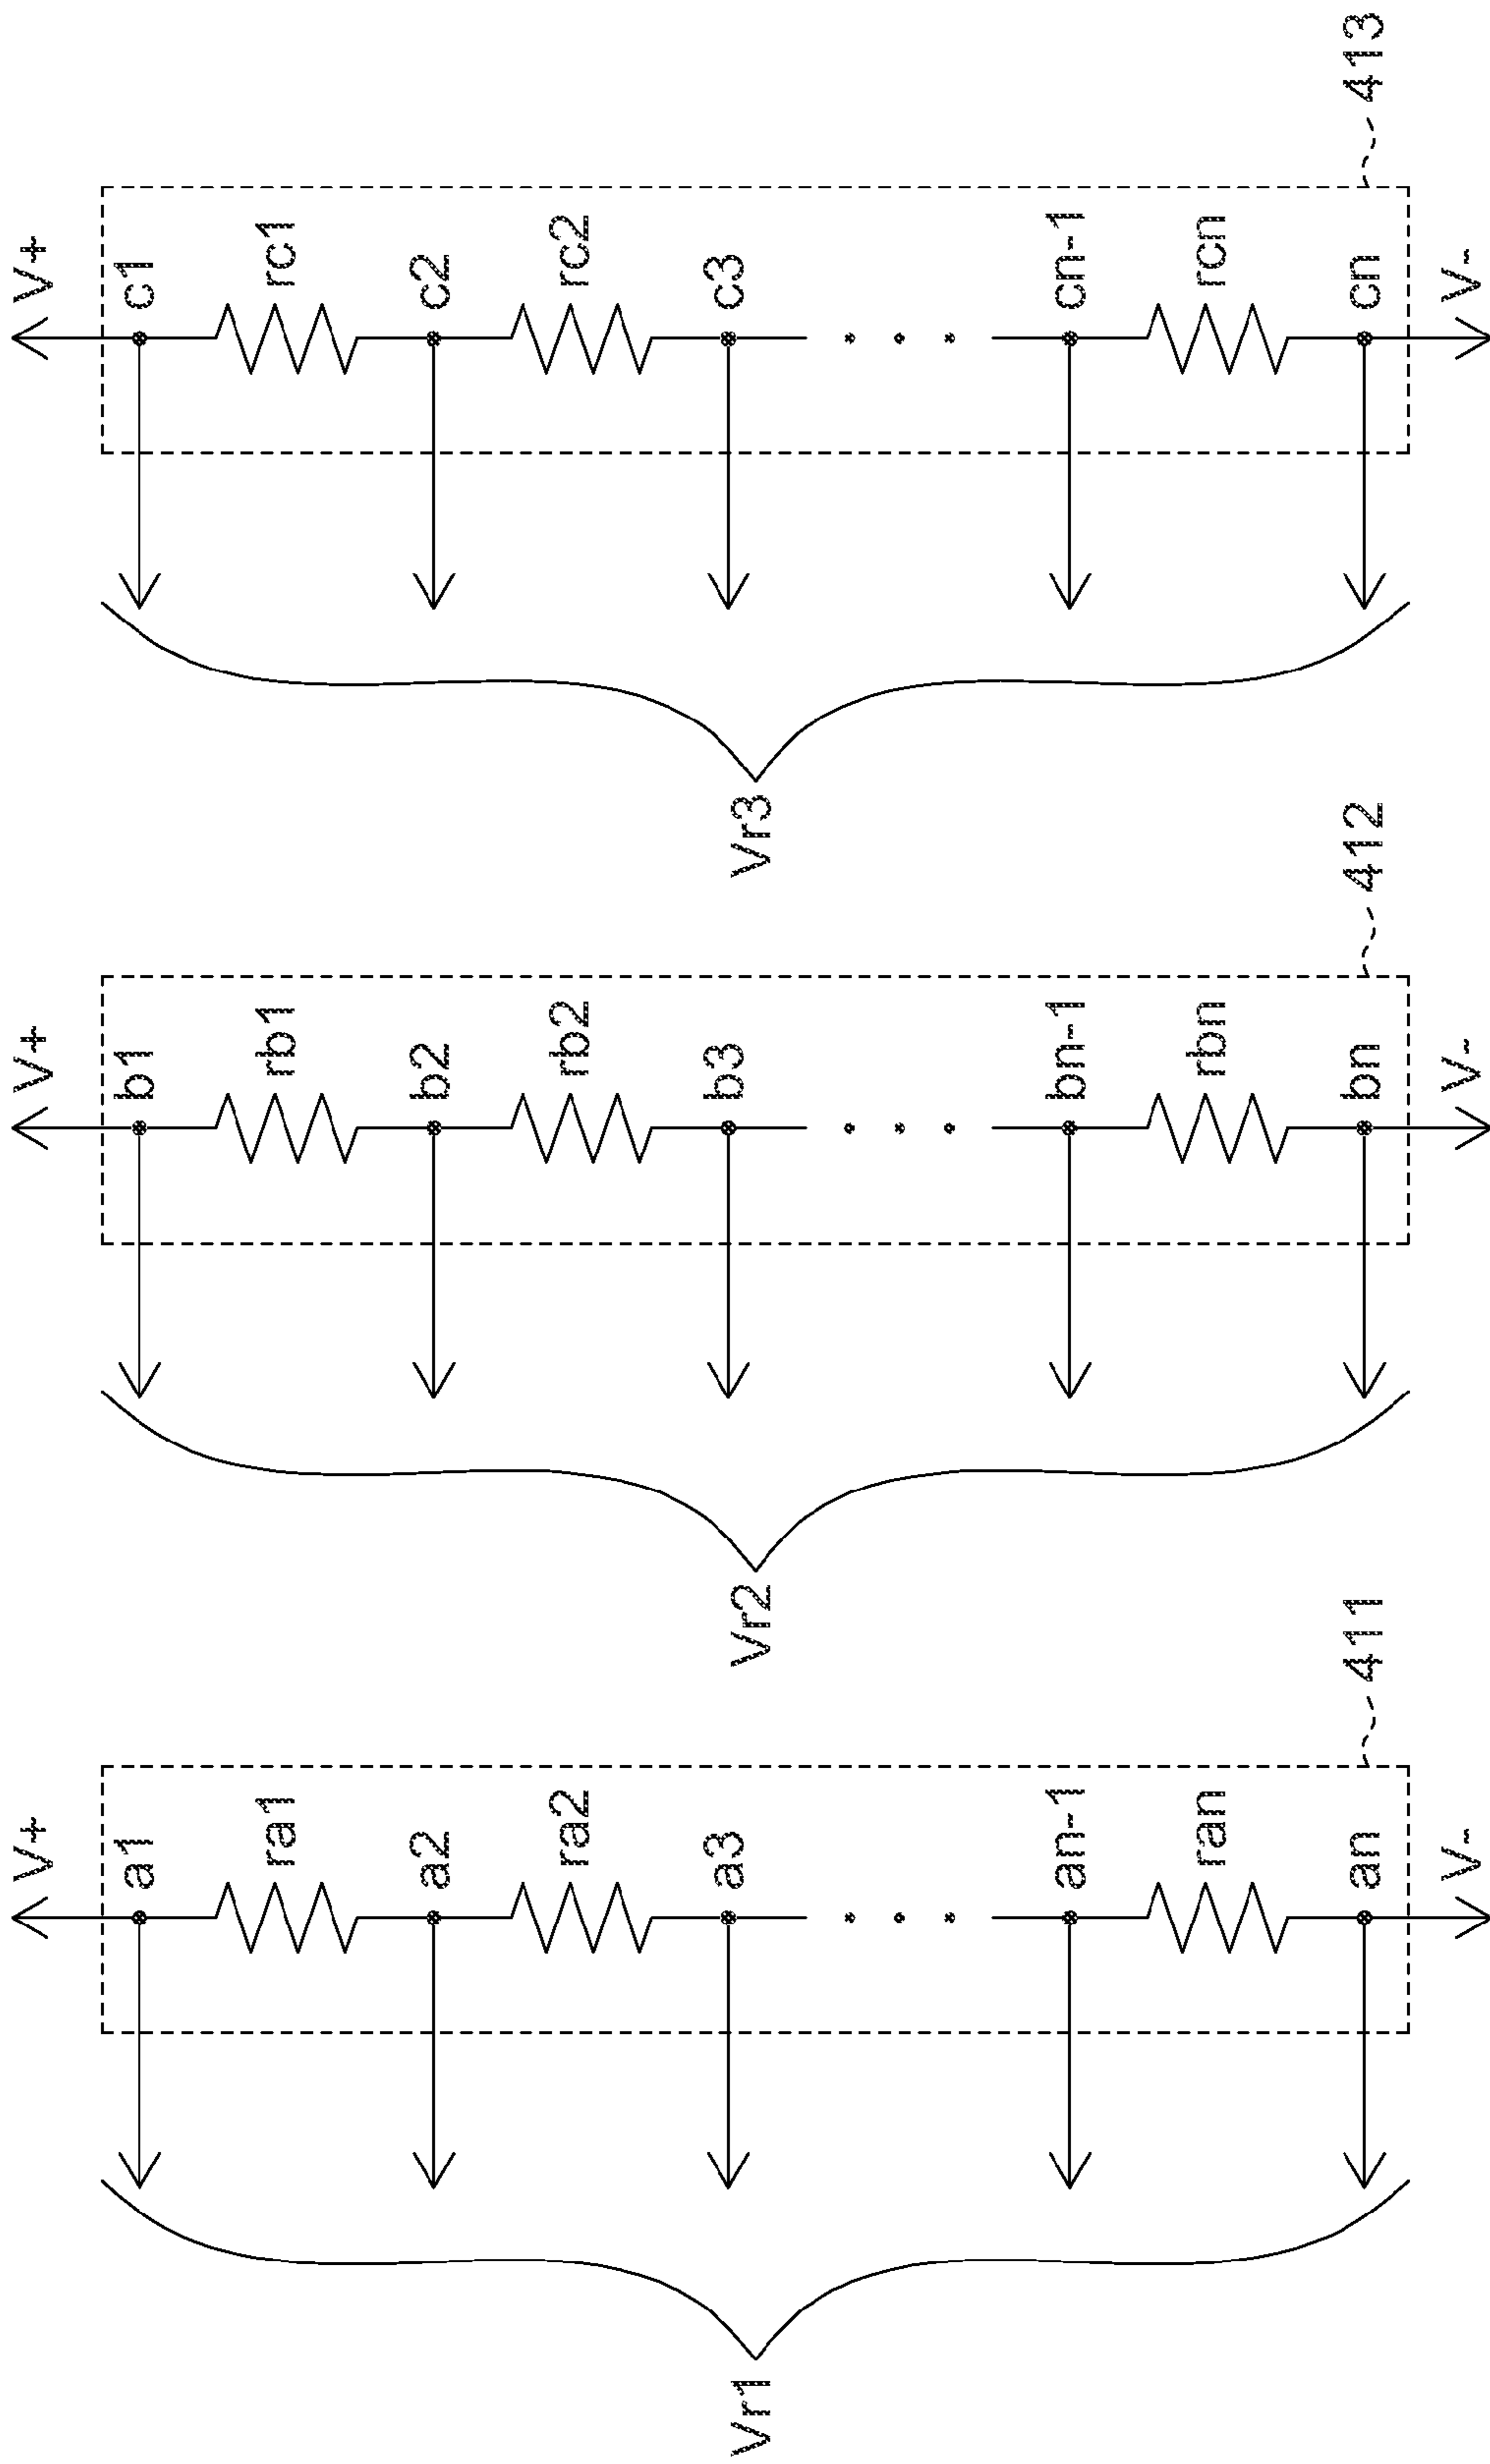 V+
a1
ra1
a2
ra2
a3
an-1
ran
an
V-
411
Vr1
V+
b1
rb1
b2
rb2
b3
bn-1
rbn
bn
V-
412
Vr2
V+
c1
rc1
c2
rc2
c3
cn-1
rcn
cn
V-
413
Vr3